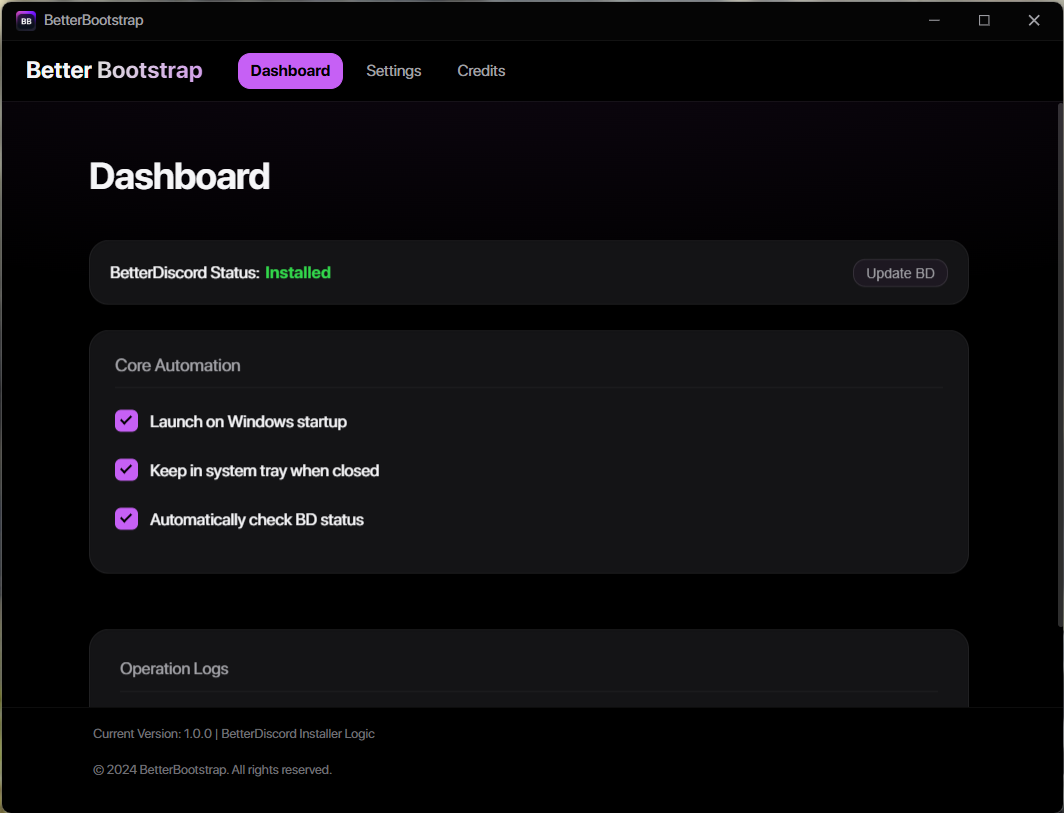 BB BetterBootstrap
Better Bootstrap Dashboard Settings Credits
Dashboard
BetterDiscord Status: Installed Update BD
Core Automation
Launch on Windows startup
Keep in system tray when closed
Automatically check BD status
Operation Logs
Current Version: 1.0.0 | BetterDiscord Installer Logic
© 2024 BetterBootstrap. All rights reserved.